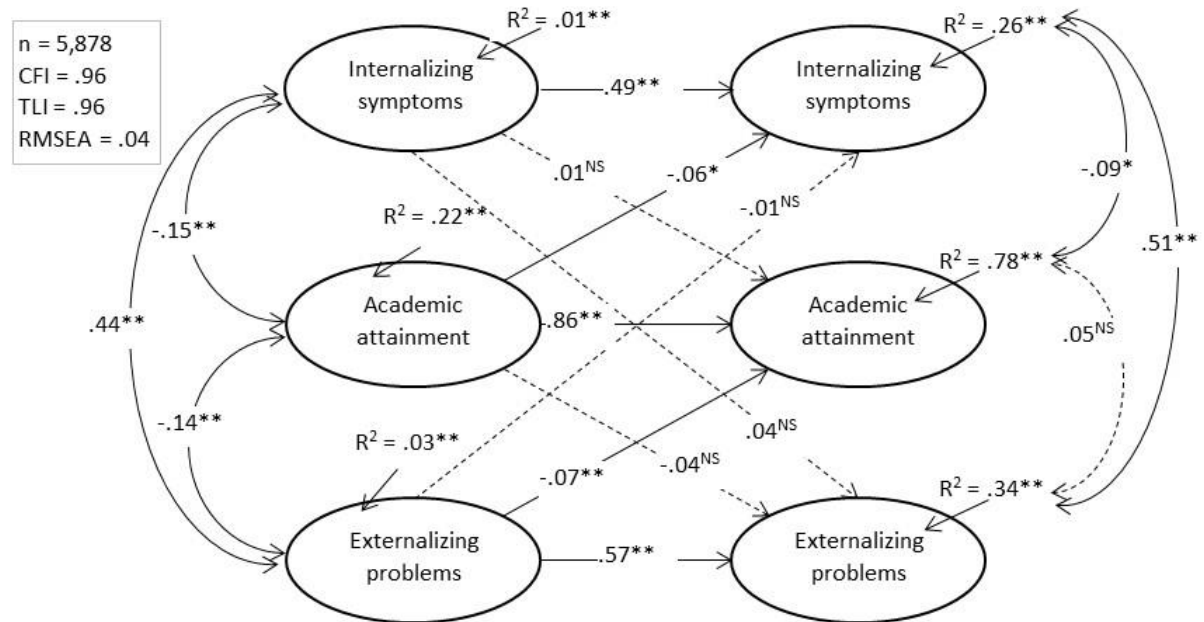 n = 5,878
CFI = .96
TLI = .96
RMSEA = .04
R² = .01**
R² = .26**
Internalizing
symptoms
.49**
Internalizing
symptoms
.01NS
-.06*
-.01NS
-.09*
-.15**
R² = .22**
.51**
R² = .78**
Academic
attainment
.86**
Academic
attainment
.44**
.05NS
-.14**
R² = .03**
-.07**
-.04NS
.04NS
R² = .34**
Externalizing
problems
.57**
Externalizing
problems